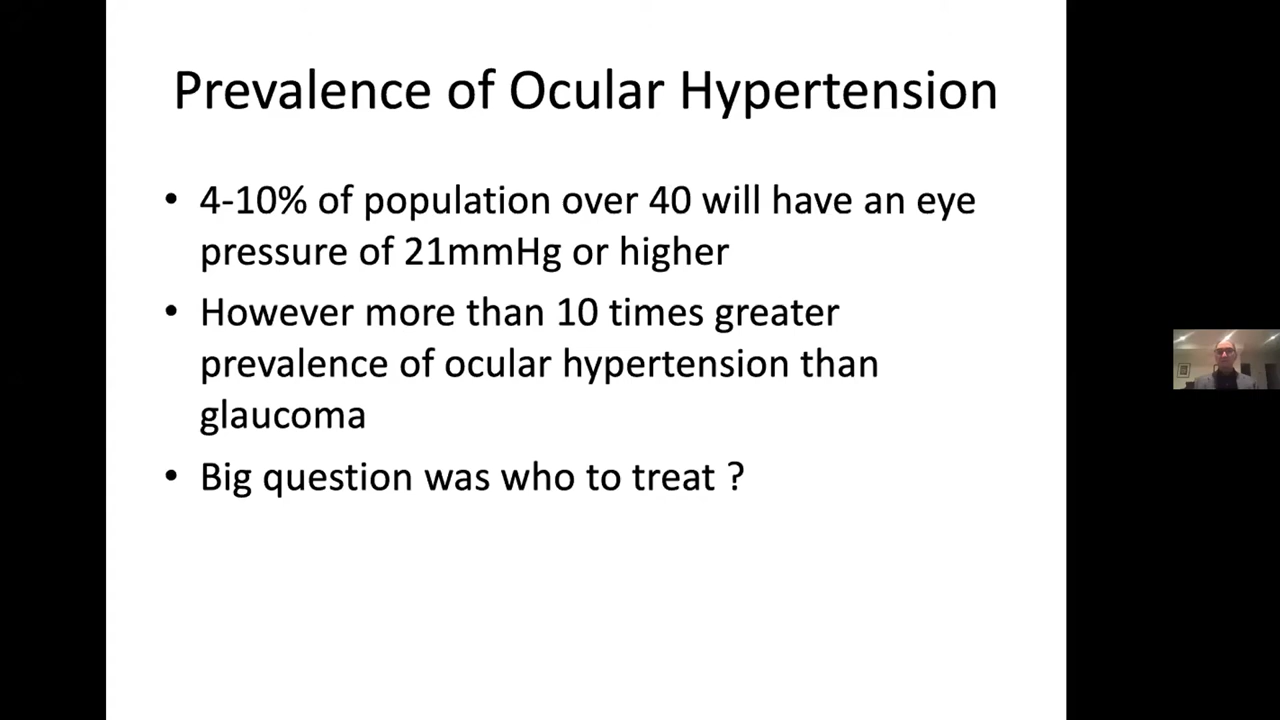 Prevalence of Ocular Hypertension
• 4-10% of population over 40 will have an eye
pressure of 21mmHg or higher
• However more than 10 times greater
prevalence of ocular hypertension than
glaucoma
• Big question was who to treat ?